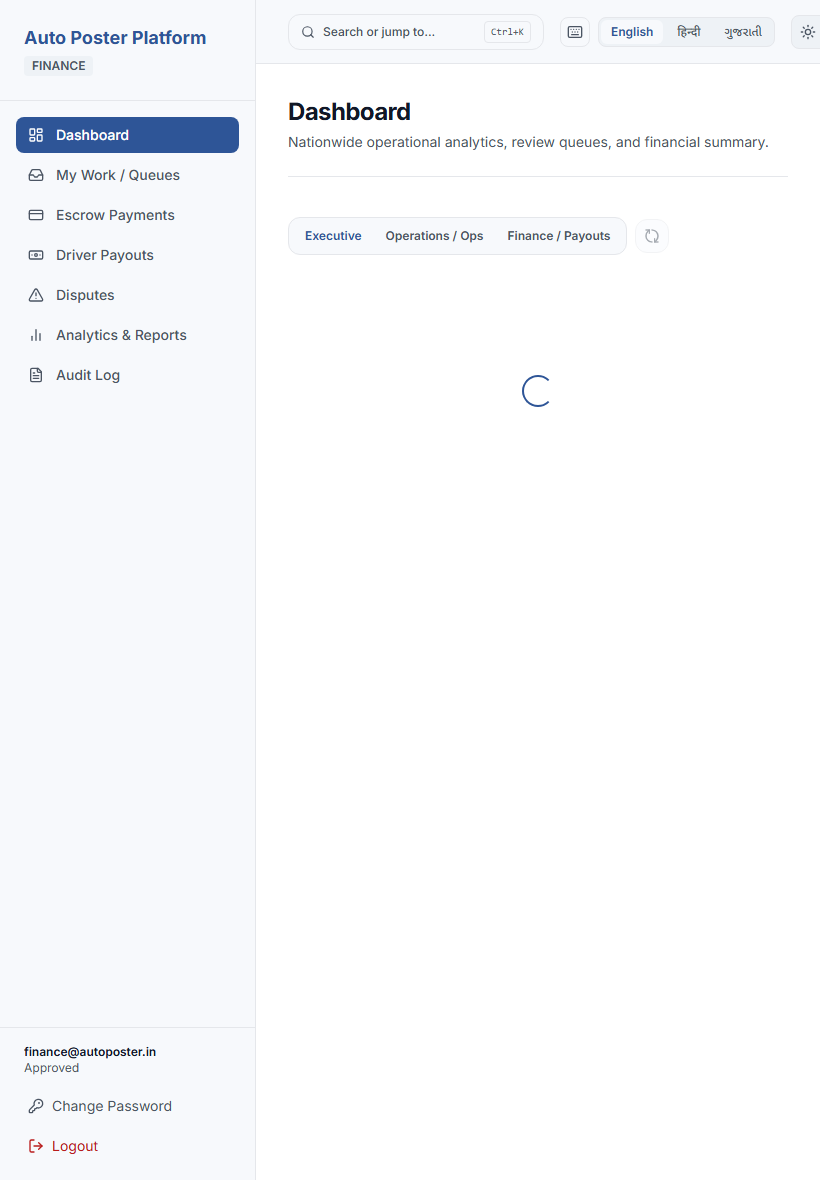 Auto Poster Platform
FINANCE
Dashboard
My Work / Queues
Escrow Payments
Driver Payouts
Disputes
Analytics & Reports
Audit Log
finance@autoposter.in
Approved
Change Password
Logout
Search or jump to... Ctrl+K
English हिन्दी ગુજરાતી
Dashboard
Nationwide operational analytics, review queues, and financial summary.
Executive Operations / Ops Finance / Payouts